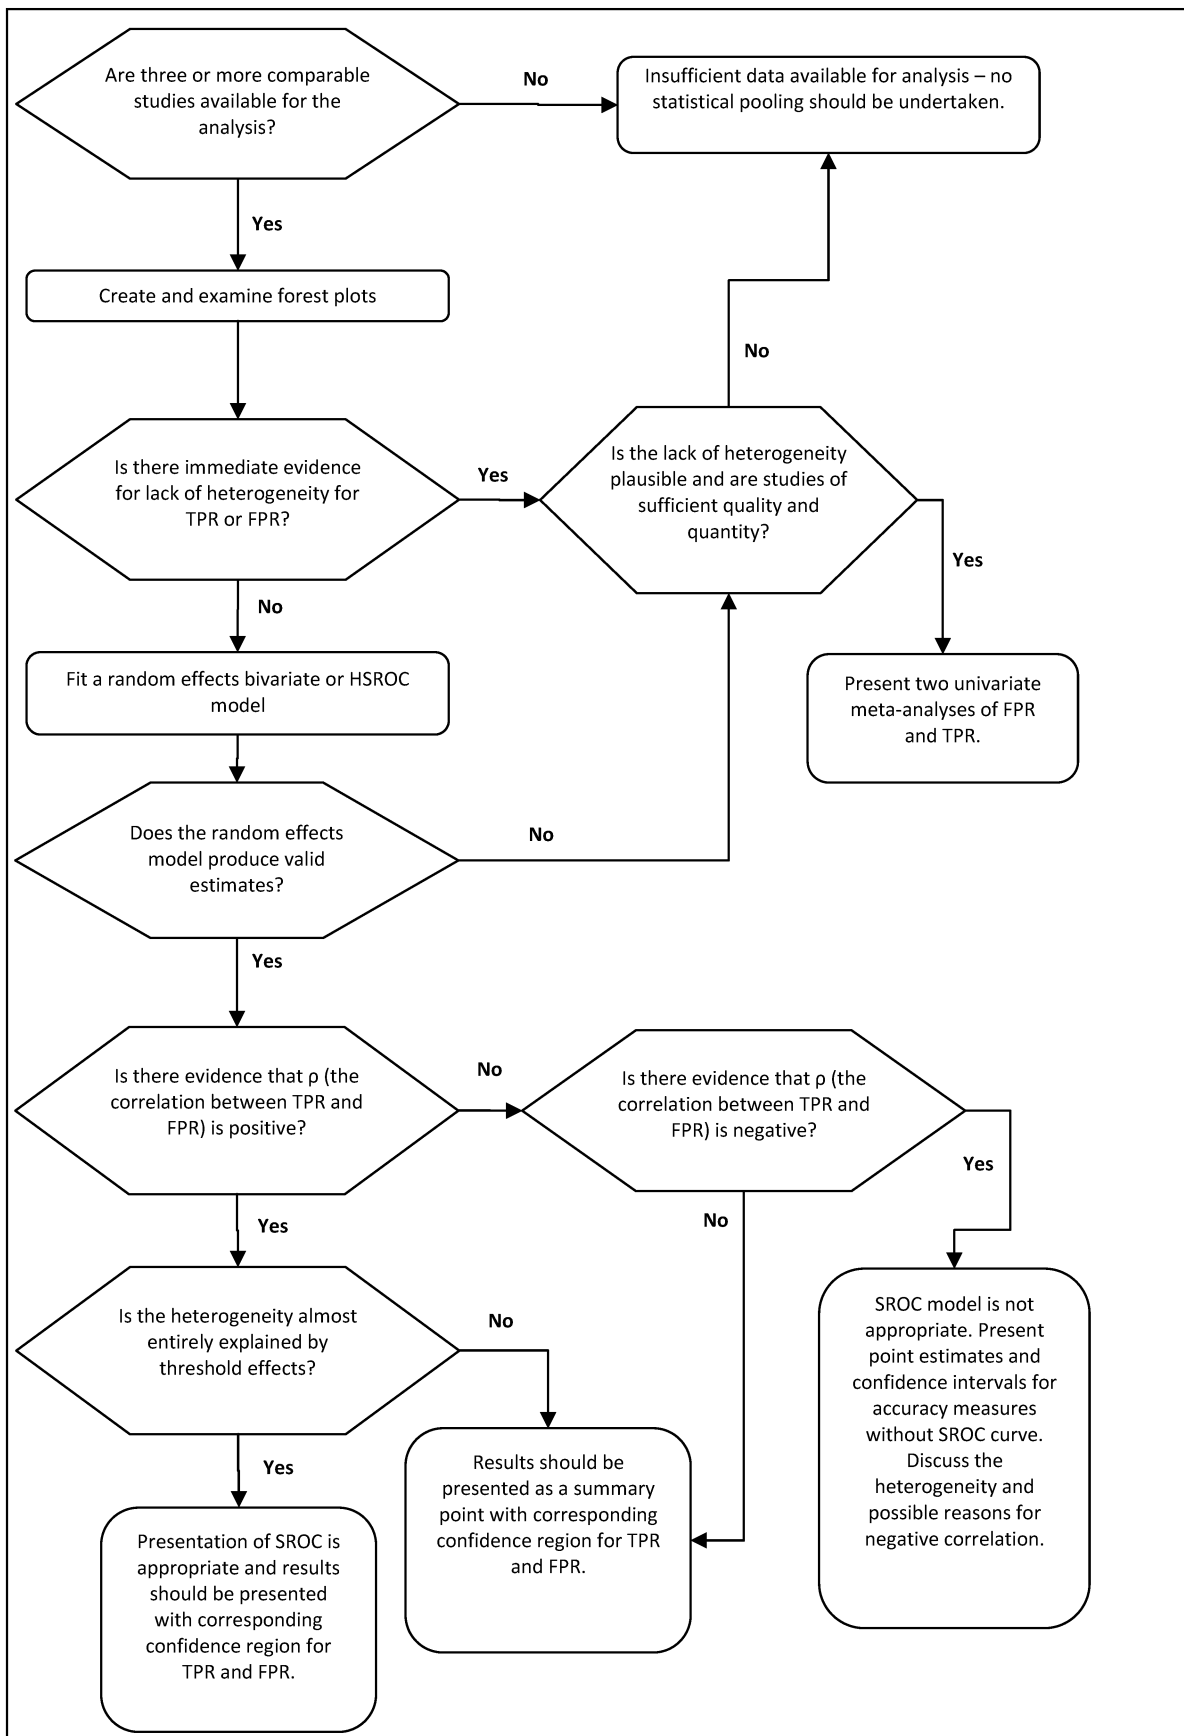 Are three or more comparable
studies available for the
analysis?
No
Insufficient data available for analysis – no
statistical pooling should be undertaken.
Yes
Create and examine forest plots
No
Is there immediate evidence
for lack of heterogeneity for
TPR or FPR?
Yes
Is the lack of heterogeneity
plausible and are studies of
sufficient quality and
quantity?
Yes
No
Fit a random effects bivariate or HSROC
model
Present two univariate
meta-analyses of FPR
and TPR.
Does the random effects
model produce valid
estimates?
No
Yes
Is there evidence that ρ (the
correlation between TPR and
FPR) is positive?
No
Is there evidence that ρ (the
correlation between TPR and
FPR) is negative?
Yes
No
Yes
Is the heterogeneity almost
entirely explained by
threshold effects?
No
SROC model is not
appropriate. Present
point estimates and
confidence intervals for
accuracy measures
without SROC curve.
Discuss the
heterogeneity and
possible reasons for
negative correlation.
Yes
Results should be
presented as a summary
point with corresponding
confidence region for TPR
and FPR.
Presentation of SROC is
appropriate and results
should be presented
with corresponding
confidence region for
TPR and FPR.